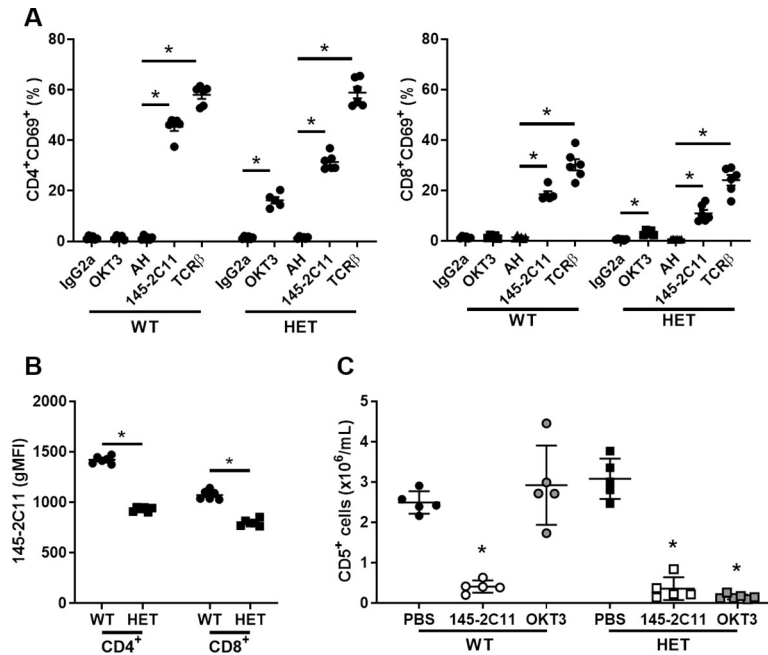 A
CD4⁺CD69⁺ (%)
80
60
40
20
0
* * * * *
IgG2a OKT3 AH 145-2C11 TCRβ IgG2a OKT3 AH 145-2C11 TCRβ
WT HET
CD8⁺CD69⁺ (%)
80
60
40
20
0
* * * * *
IgG2a OKT3 AH 145-2C11 TCRβ IgG2a OKT3 AH 145-2C11 TCRβ
WT HET
B
145-2C11 (gMFI)
2000
1500
1000
500
0
* *
WT HET WT HET
CD4⁺ CD8⁺
C
CD5⁺ cells (x10⁶/mL)
5
4
3
2
1
0
* * *
PBS 145-2C11 OKT3 PBS 145-2C11 OKT3
WT HET